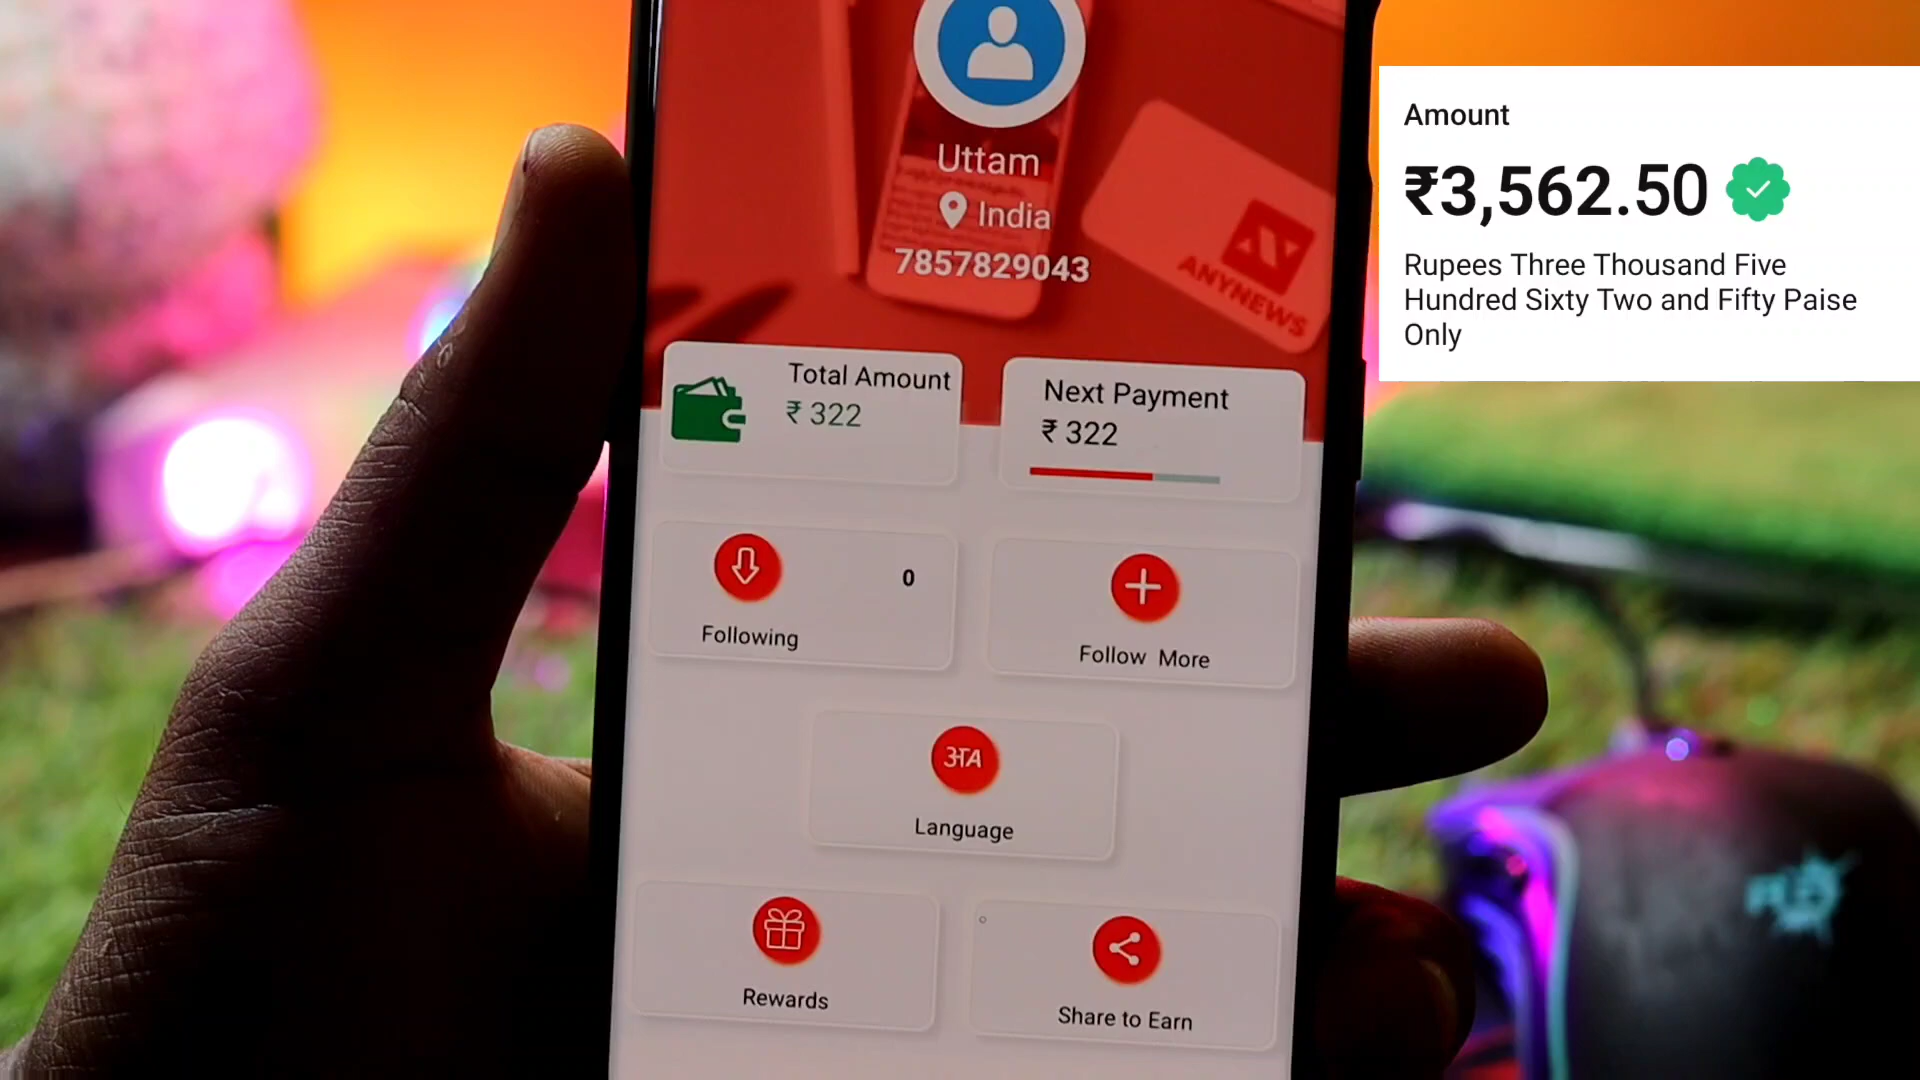 Uttam
India
7857829043
ANYNEWS
Total Amount
₹ 322
Next Payment
₹ 322
0
Following
Follow More
अA
Language
Rewards
Share to Earn
Amount
₹3,562.50
Rupees Three Thousand Five
Hundred Sixty Two and Fifty Paise
Only